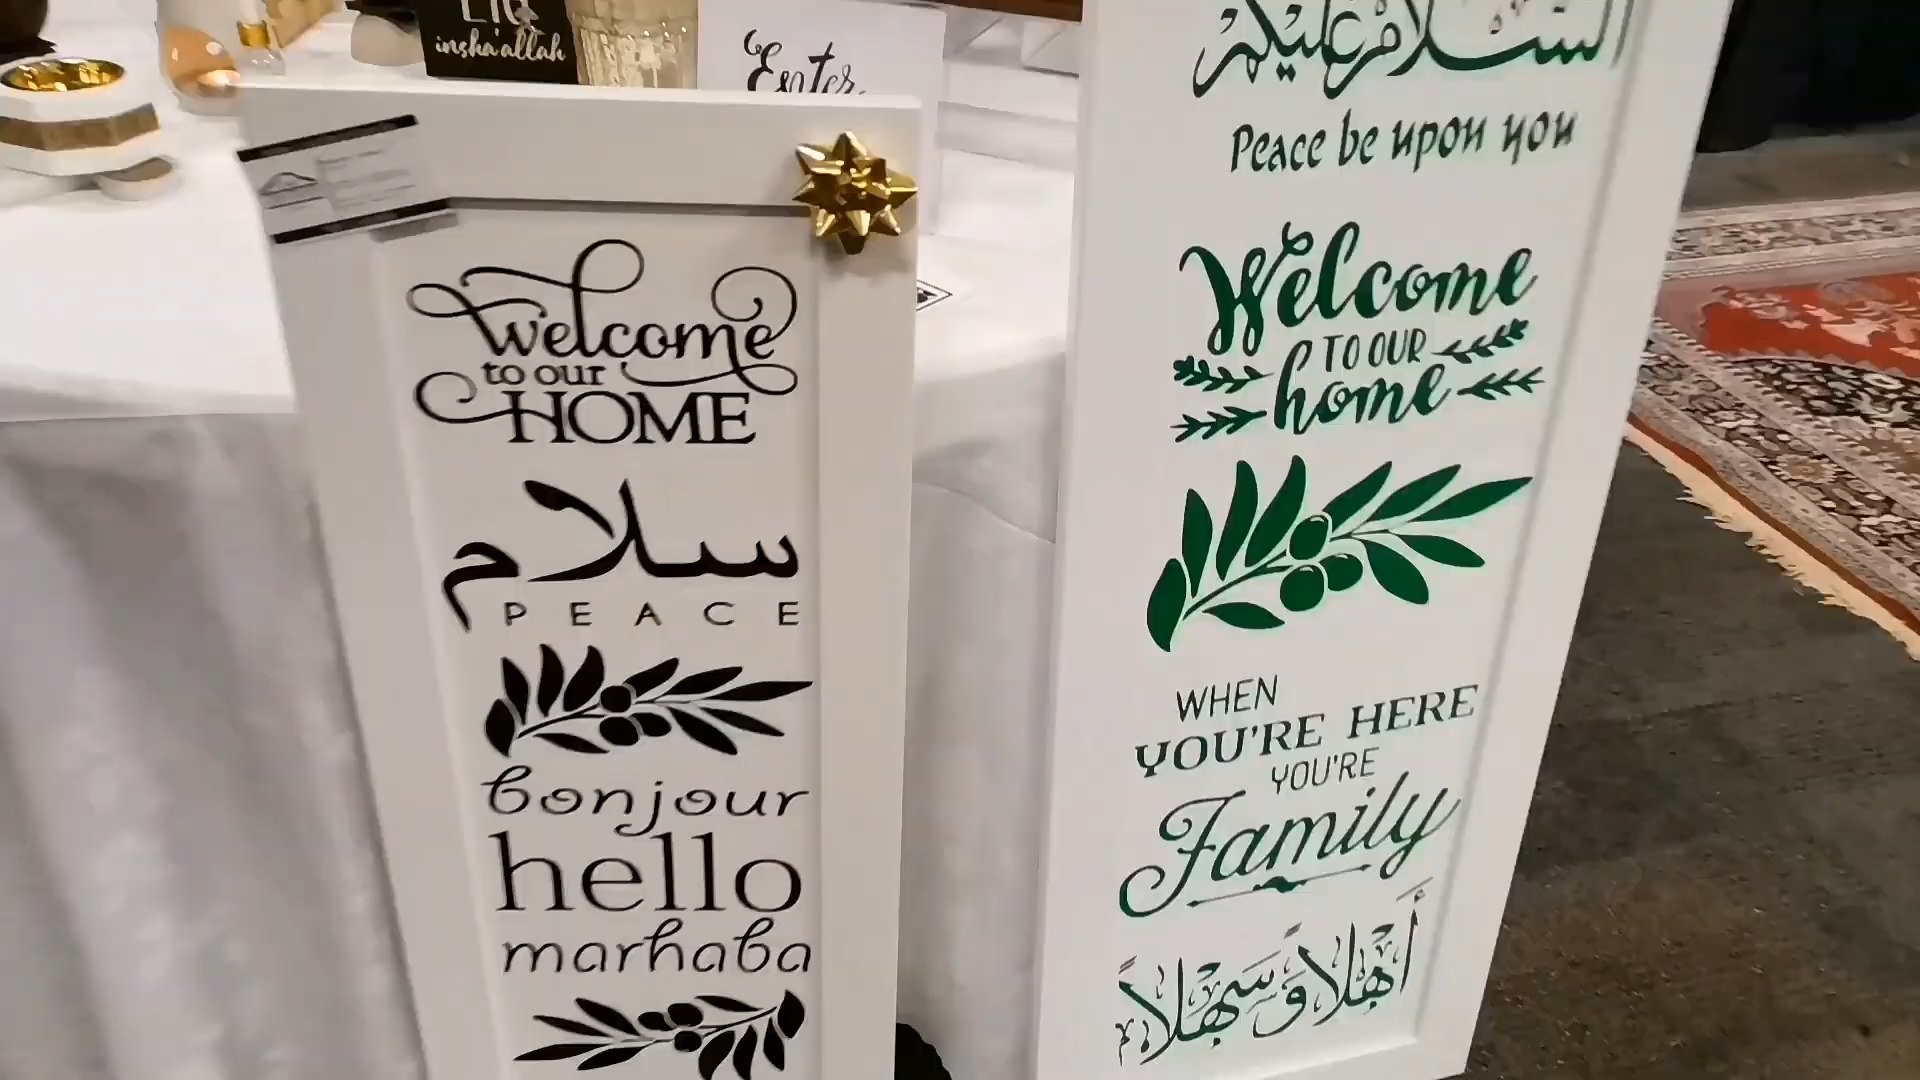 insha'allah
Enter
welcome
to our
HOME
سلام
PEACE
bonjour
hello
marhaba
السلام عليكم
Peace be upon you
Welcome
TO OUR
home
WHEN
YOU'RE HERE
YOU'RE
Family
أَهْلاً وَسَهْلاً